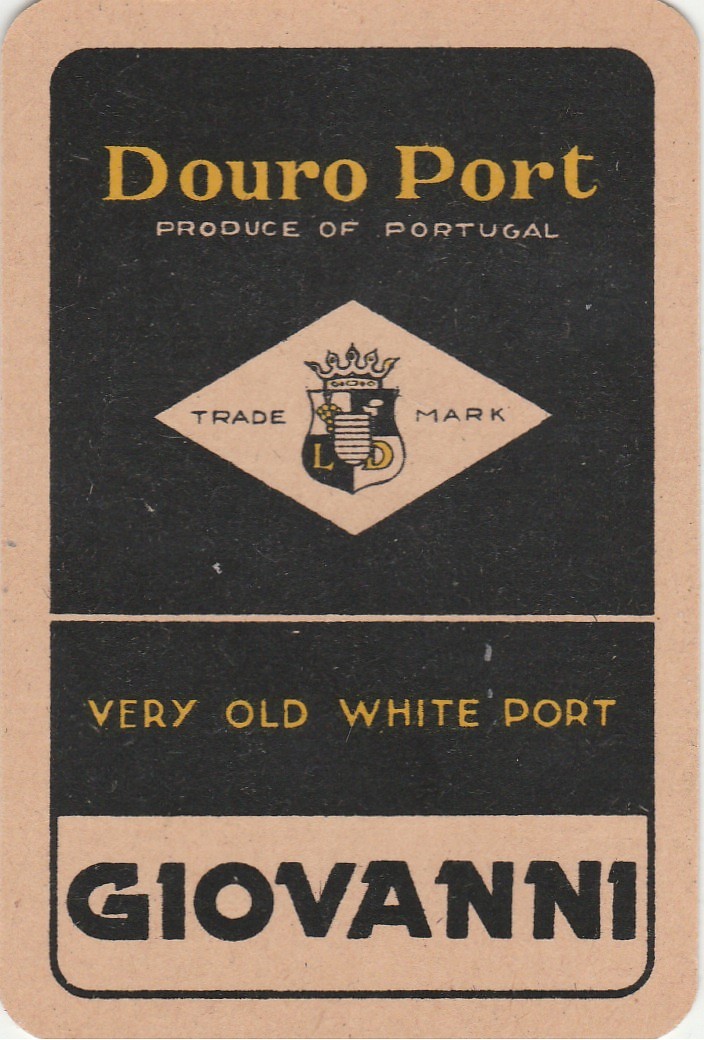 Douro Port
PRODUCE OF PORTUGAL
TRADE MARK
L D
VERY OLD WHITE PORT
GIOVANNI